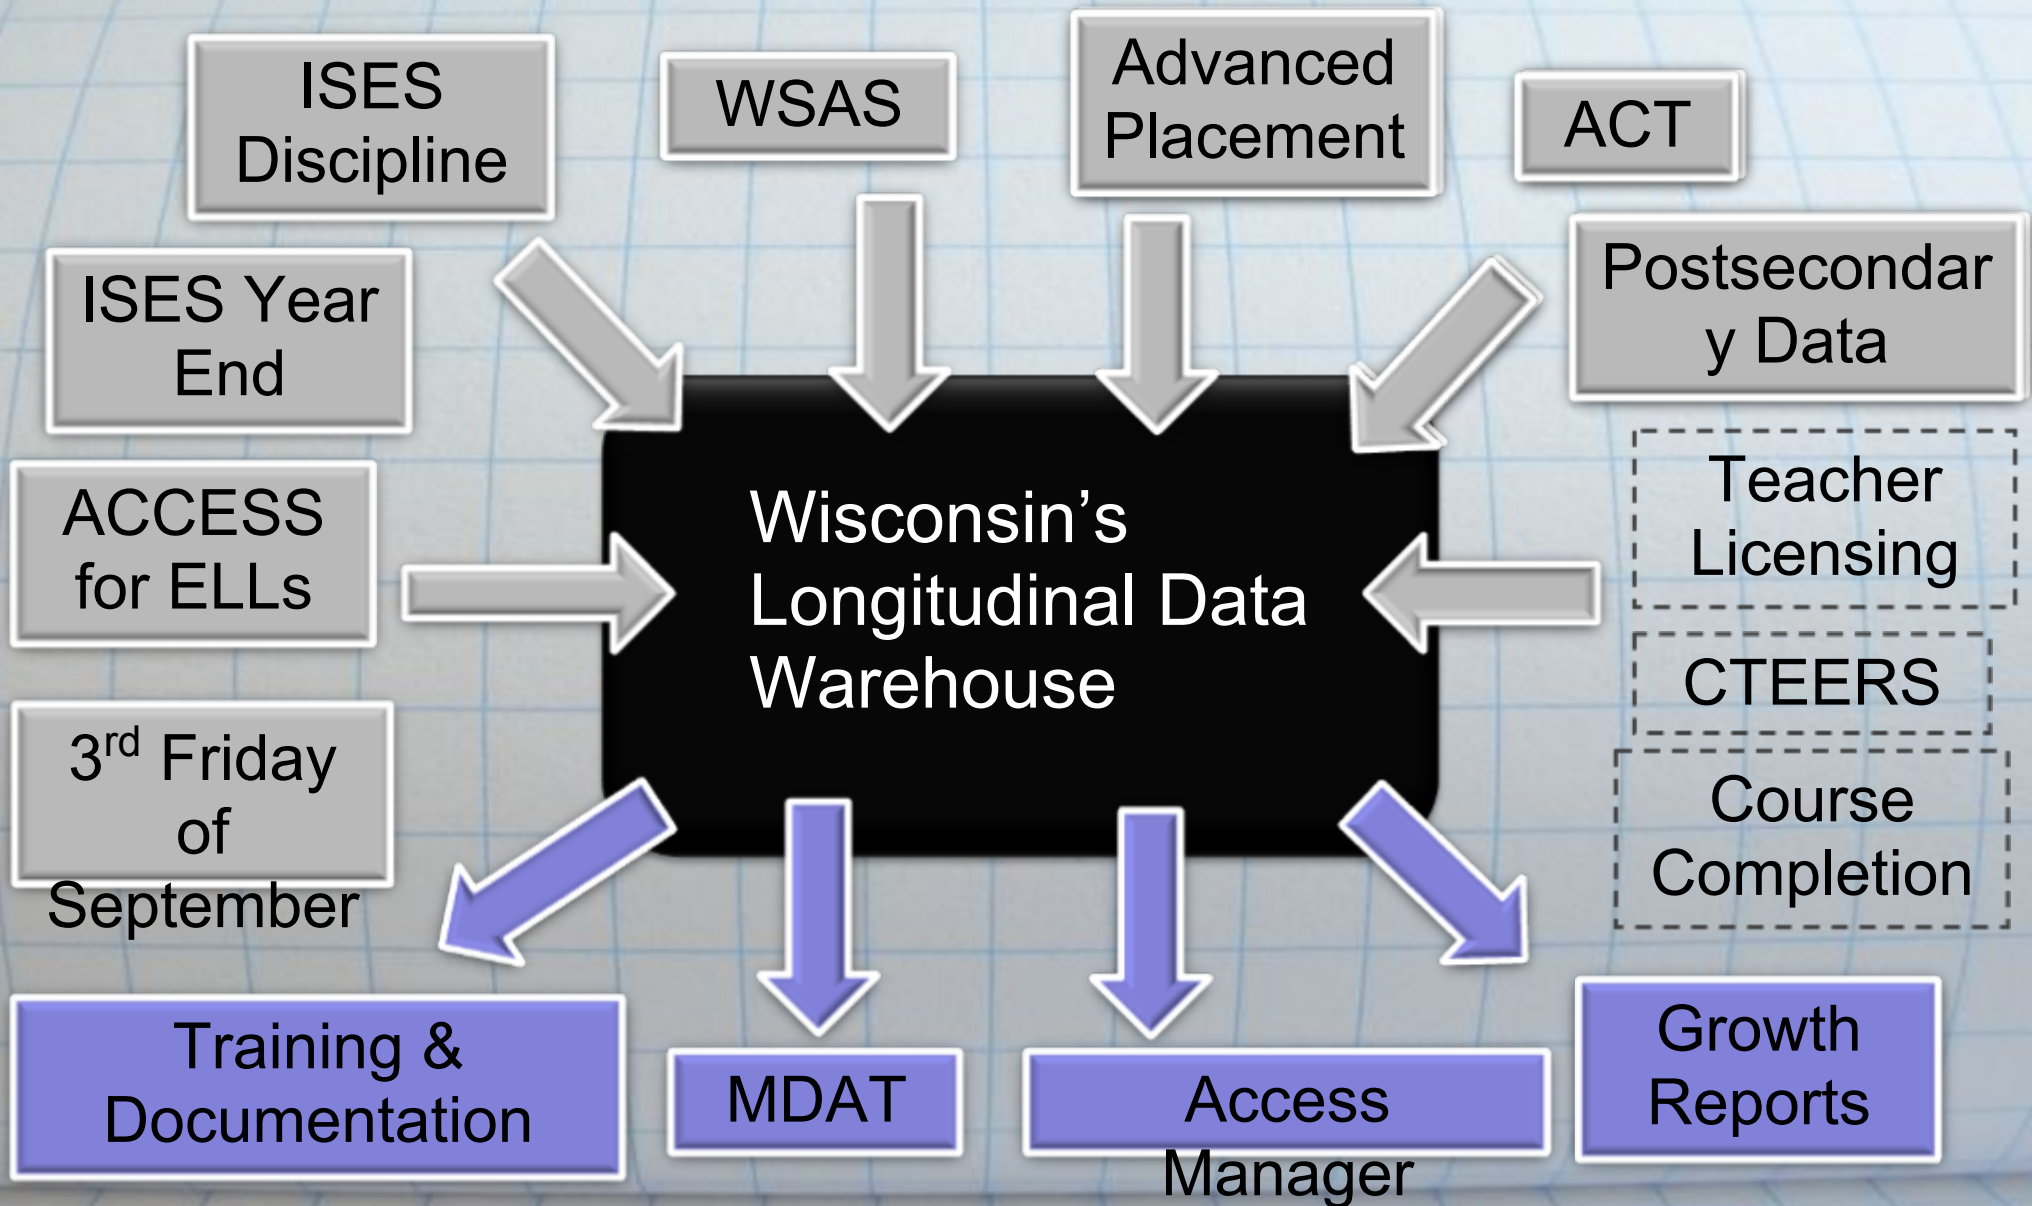 ISES
Discipline
WSAS
Advanced
Placement
ACT
ISES Year
End
Postsecondar
y Data
ACCESS
for ELLs
Wisconsin’s
Longitudinal Data
Warehouse
Teacher
Licensing
CTEERS
3rd Friday
of
September
Course
Completion
Training &
Documentation
MDAT
Access
Manager
Growth
Reports